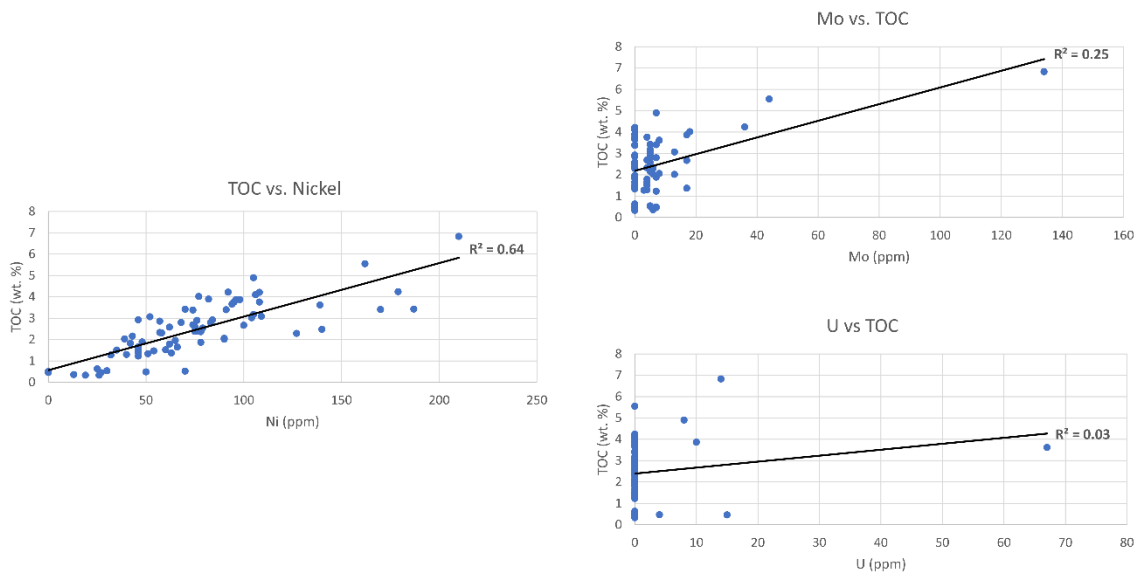 TOC vs. Nickel
8
7
6
5
4
3
2
1
0
TOC (wt. %)
R² = 0.64
0 50 100 150 200 250
Ni (ppm)
Mo vs. TOC
8
7
6
5
4
3
2
1
0
TOC (wt. %)
R² = 0.25
0 20 40 60 80 100 120 140 160
Mo (ppm)
U vs TOC
8
7
6
5
4
3
2
1
0
TOC (wt. %)
R² = 0.03
0 10 20 30 40 50 60 70 80
U (ppm)